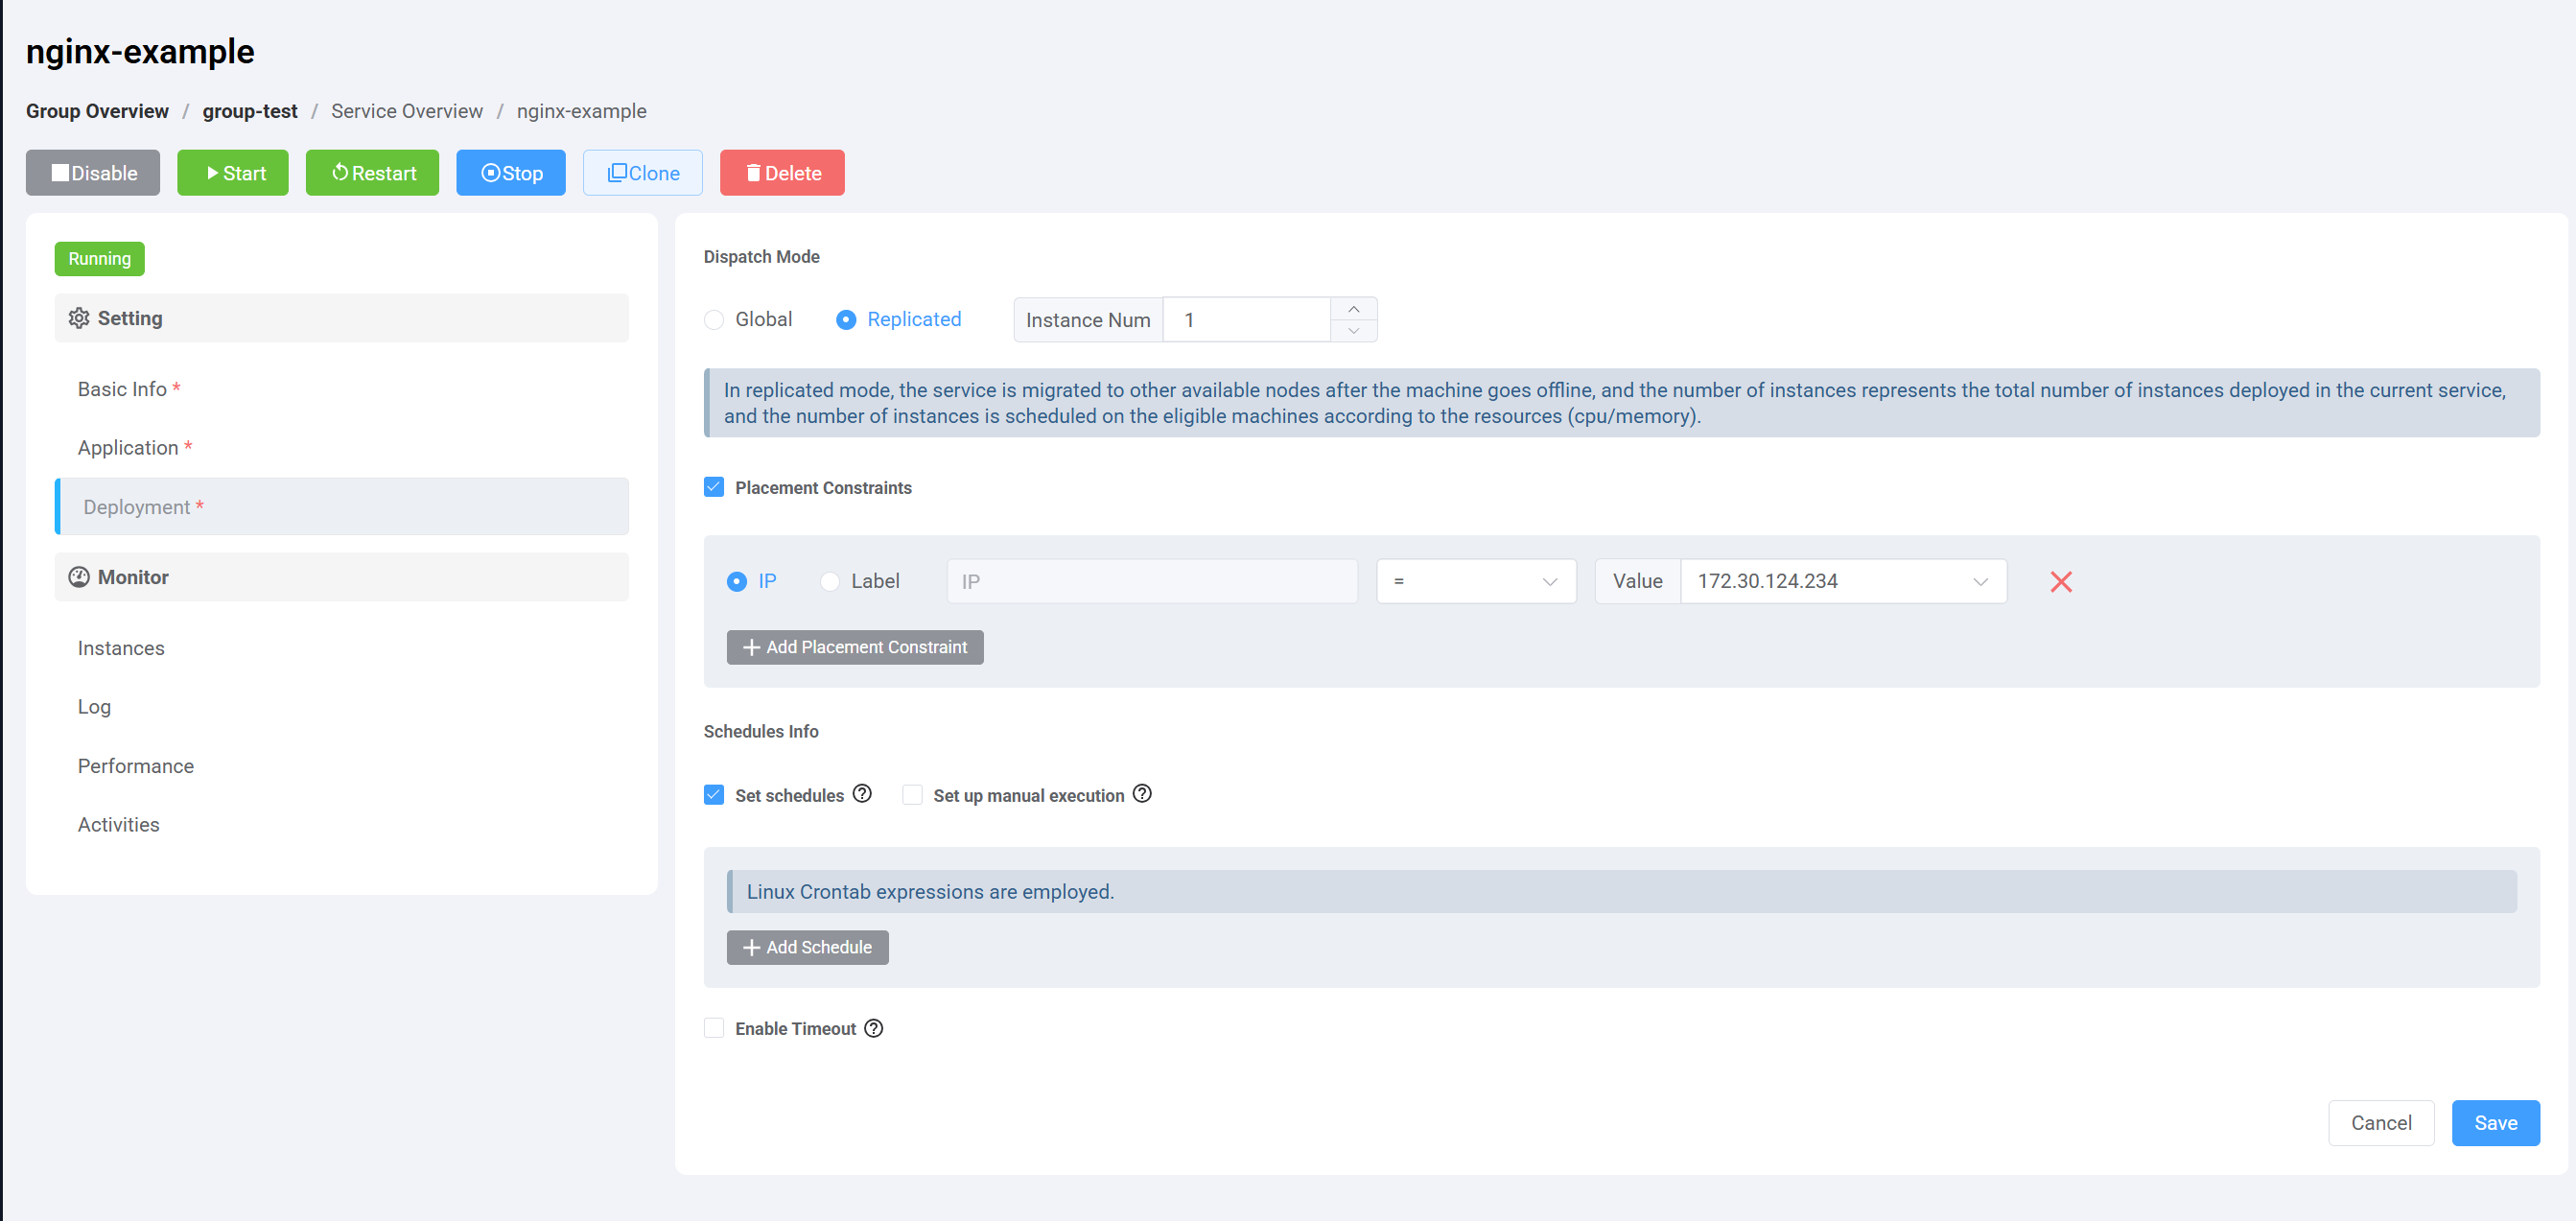 nginx-example
Group Overview / group-test / Service Overview / nginx-example
Disable Start Restart Stop Clone Delete
Running
Setting
Basic Info *
Application *
Deployment *
Monitor
Instances
Log
Performance
Activities
Dispatch Mode
Global Replicated Instance Num 1
In replicated mode, the service is migrated to other available nodes after the machine goes offline, and the number of instances represents the total number of instances deployed in the current service,
and the number of instances is scheduled on the eligible machines according to the resources (cpu/memory).
Placement Constraints
IP Label IP = Value 172.30.124.234
Add Placement Constraint
Schedules Info
Set schedules ? Set up manual execution ?
Linux Crontab expressions are employed.
Add Schedule
Enable Timeout ?
Cancel Save